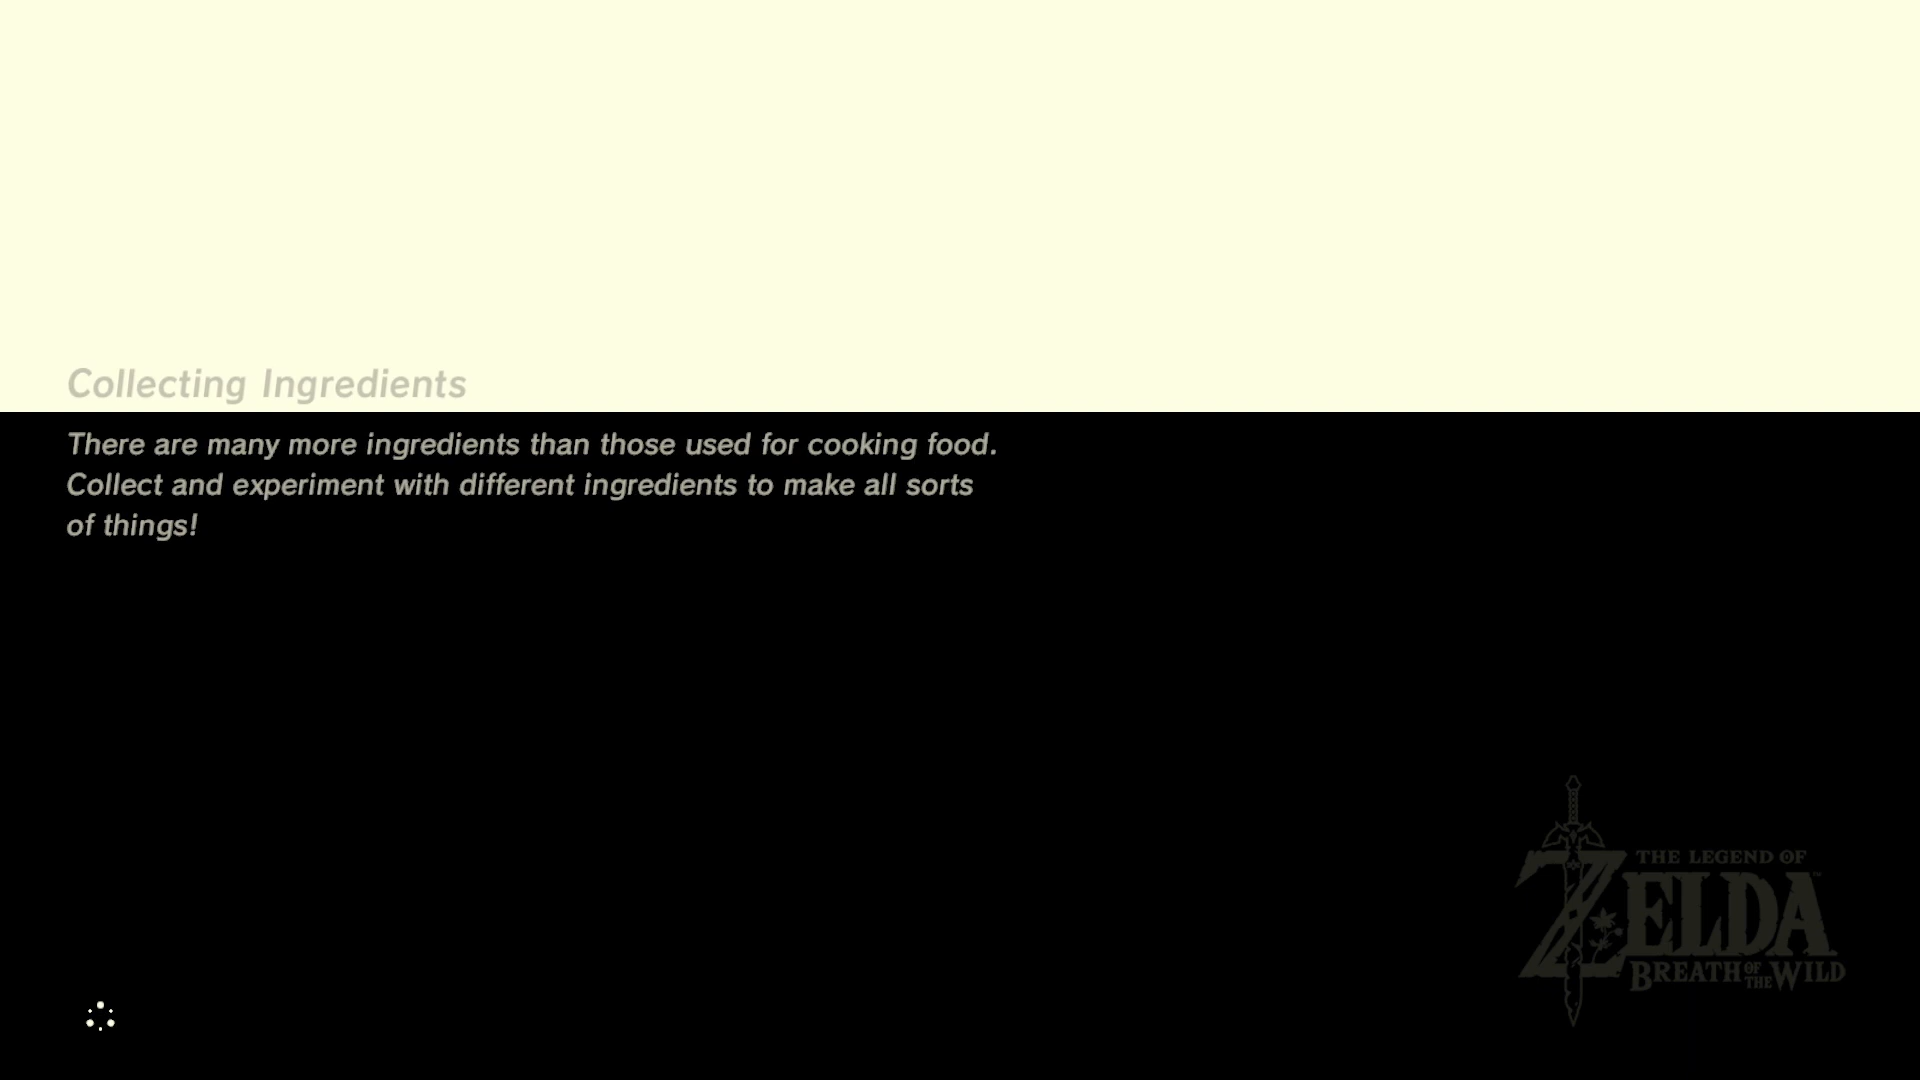 Collecting Ingredients
There are many more ingredients than those used for cooking food.
Collect and experiment with different ingredients to make all sorts
of things!
THE LEGEND OF
ZELDA™
BREATH OF THE WILD